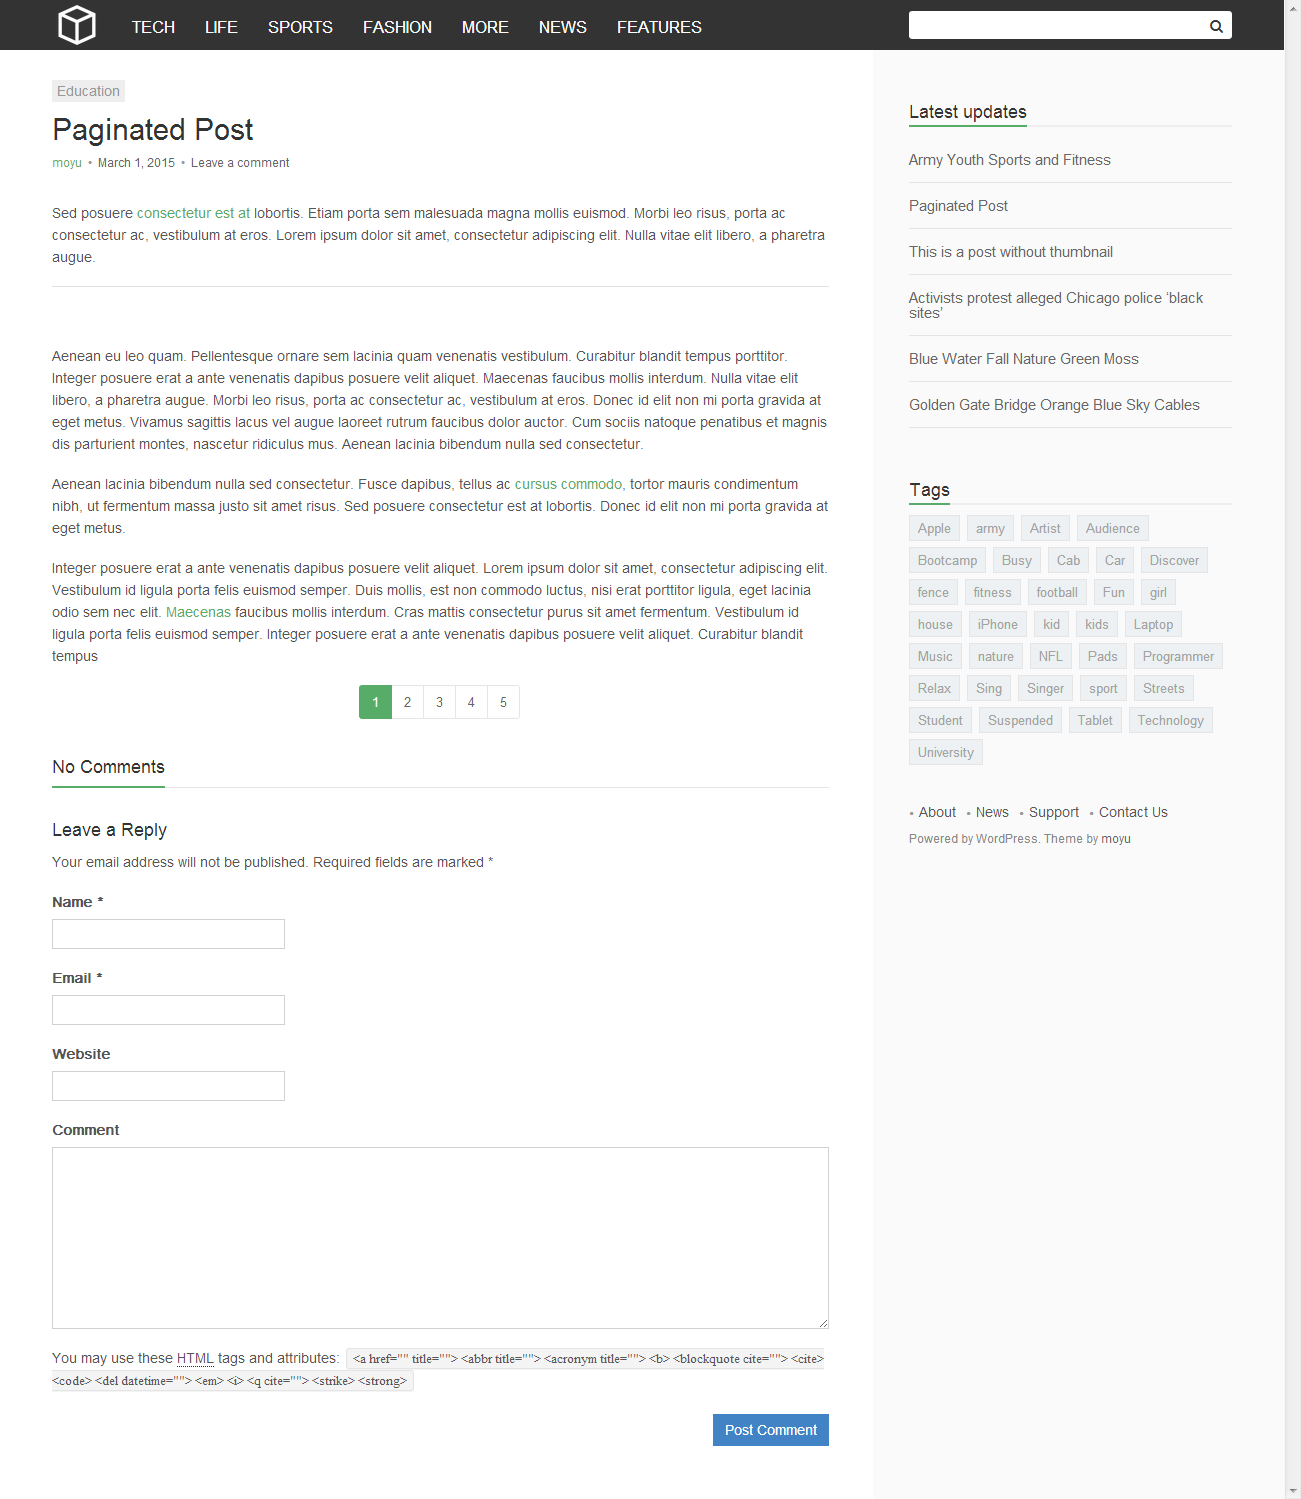 TECH LIFE SPORTS FASHION MORE NEWS FEATURES
Education
Paginated Post
moyu • March 1, 2015 • Leave a comment
Sed posuere consectetur est at lobortis. Etiam porta sem malesuada magna mollis euismod. Morbi leo risus, porta ac
consectetur ac, vestibulum at eros. Lorem ipsum dolor sit amet, consectetur adipiscing elit. Nulla vitae elit libero, a pharetra
augue.
Aenean eu leo quam. Pellentesque ornare sem lacinia quam venenatis vestibulum. Curabitur blandit tempus porttitor.
Integer posuere erat a ante venenatis dapibus posuere velit aliquet. Maecenas faucibus mollis interdum. Nulla vitae elit
libero, a pharetra augue. Morbi leo risus, porta ac consectetur ac, vestibulum at eros. Donec id elit non mi porta gravida at
eget metus. Vivamus sagittis lacus vel augue laoreet rutrum faucibus dolor auctor. Cum sociis natoque penatibus et magnis
dis parturient montes, nascetur ridiculus mus. Aenean lacinia bibendum nulla sed consectetur.
Aenean lacinia bibendum nulla sed consectetur. Fusce dapibus, tellus ac cursus commodo, tortor mauris condimentum
nibh, ut fermentum massa justo sit amet risus. Sed posuere consectetur est at lobortis. Donec id elit non mi porta gravida at
eget metus.
Integer posuere erat a ante venenatis dapibus posuere velit aliquet. Lorem ipsum dolor sit amet, consectetur adipiscing elit.
Vestibulum id ligula porta felis euismod semper. Duis mollis, est non commodo luctus, nisi erat porttitor ligula, eget lacinia
odio sem nec elit. Maecenas faucibus mollis interdum. Cras mattis consectetur purus sit amet fermentum. Vestibulum id
ligula porta felis euismod semper. Integer posuere erat a ante venenatis dapibus posuere velit aliquet. Curabitur blandit
tempus
1 2 3 4 5
No Comments
Leave a Reply
Your email address will not be published. Required fields are marked *
Name *
Email *
Website
Comment
You may use these HTML tags and attributes: <a href="" title=""> <abbr title=""> <acronym title=""> <b> <blockquote cite=""> <cite>
<code> <del datetime=""> <em> <i> <q cite=""> <strike> <strong>
Post Comment
Latest updates
Army Youth Sports and Fitness
Paginated Post
This is a post without thumbnail
Activists protest alleged Chicago police ‘black
sites’
Blue Water Fall Nature Green Moss
Golden Gate Bridge Orange Blue Sky Cables
Tags
Apple army Artist Audience
Bootcamp Busy Cab Car Discover
fence fitness football Fun girl
house iPhone kid kids Laptop
Music nature NFL Pads Programmer
Relax Sing Singer sport Streets
Student Suspended Tablet Technology
University
• About • News • Support • Contact Us
Powered by WordPress. Theme by moyu